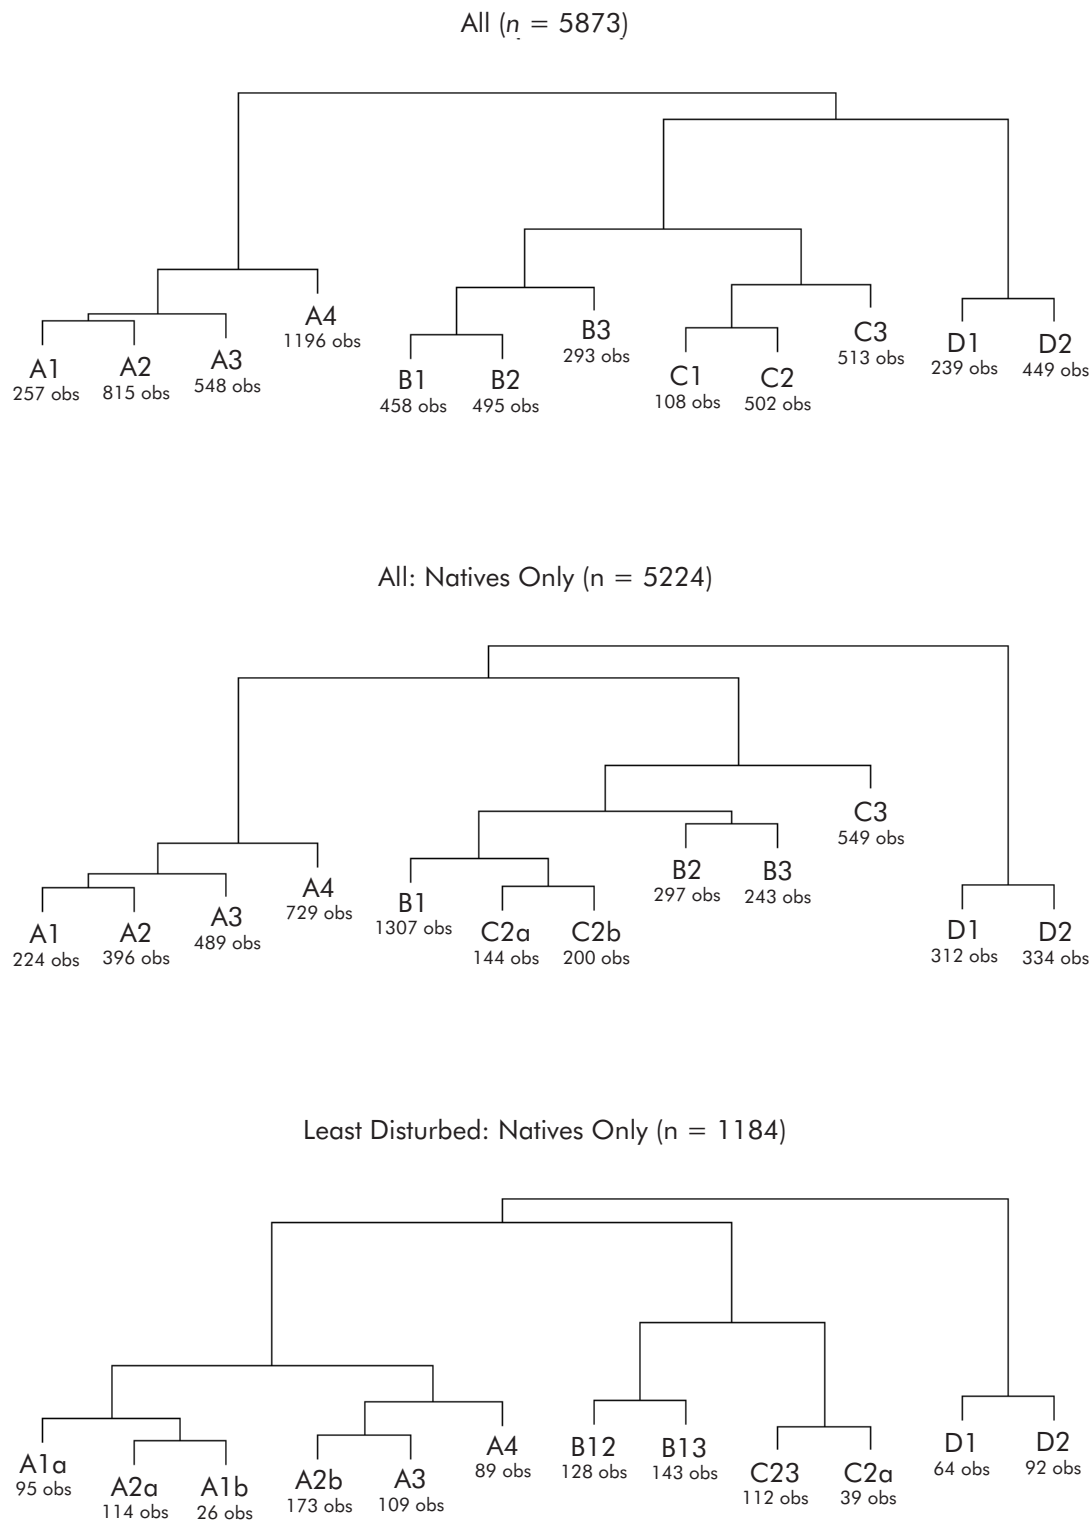 All (n = 5873)
A1
257 obs
A2
815 obs
A3
548 obs
A4
1196 obs
B1
458 obs
B2
495 obs
B3
293 obs
C1
108 obs
C2
502 obs
C3
513 obs
D1
239 obs
D2
449 obs
All: Natives Only (n = 5224)
A1
224 obs
A2
396 obs
A3
489 obs
A4
729 obs
B1
1307 obs
C2a
144 obs
C2b
200 obs
B2
297 obs
B3
243 obs
C3
549 obs
D1
312 obs
D2
334 obs
Least Disturbed: Natives Only (n = 1184)
A1a
95 obs
A2a
114 obs
A1b
26 obs
A2b
173 obs
A3
109 obs
A4
89 obs
B12
128 obs
B13
143 obs
C23
112 obs
C2a
39 obs
D1
64 obs
D2
92 obs